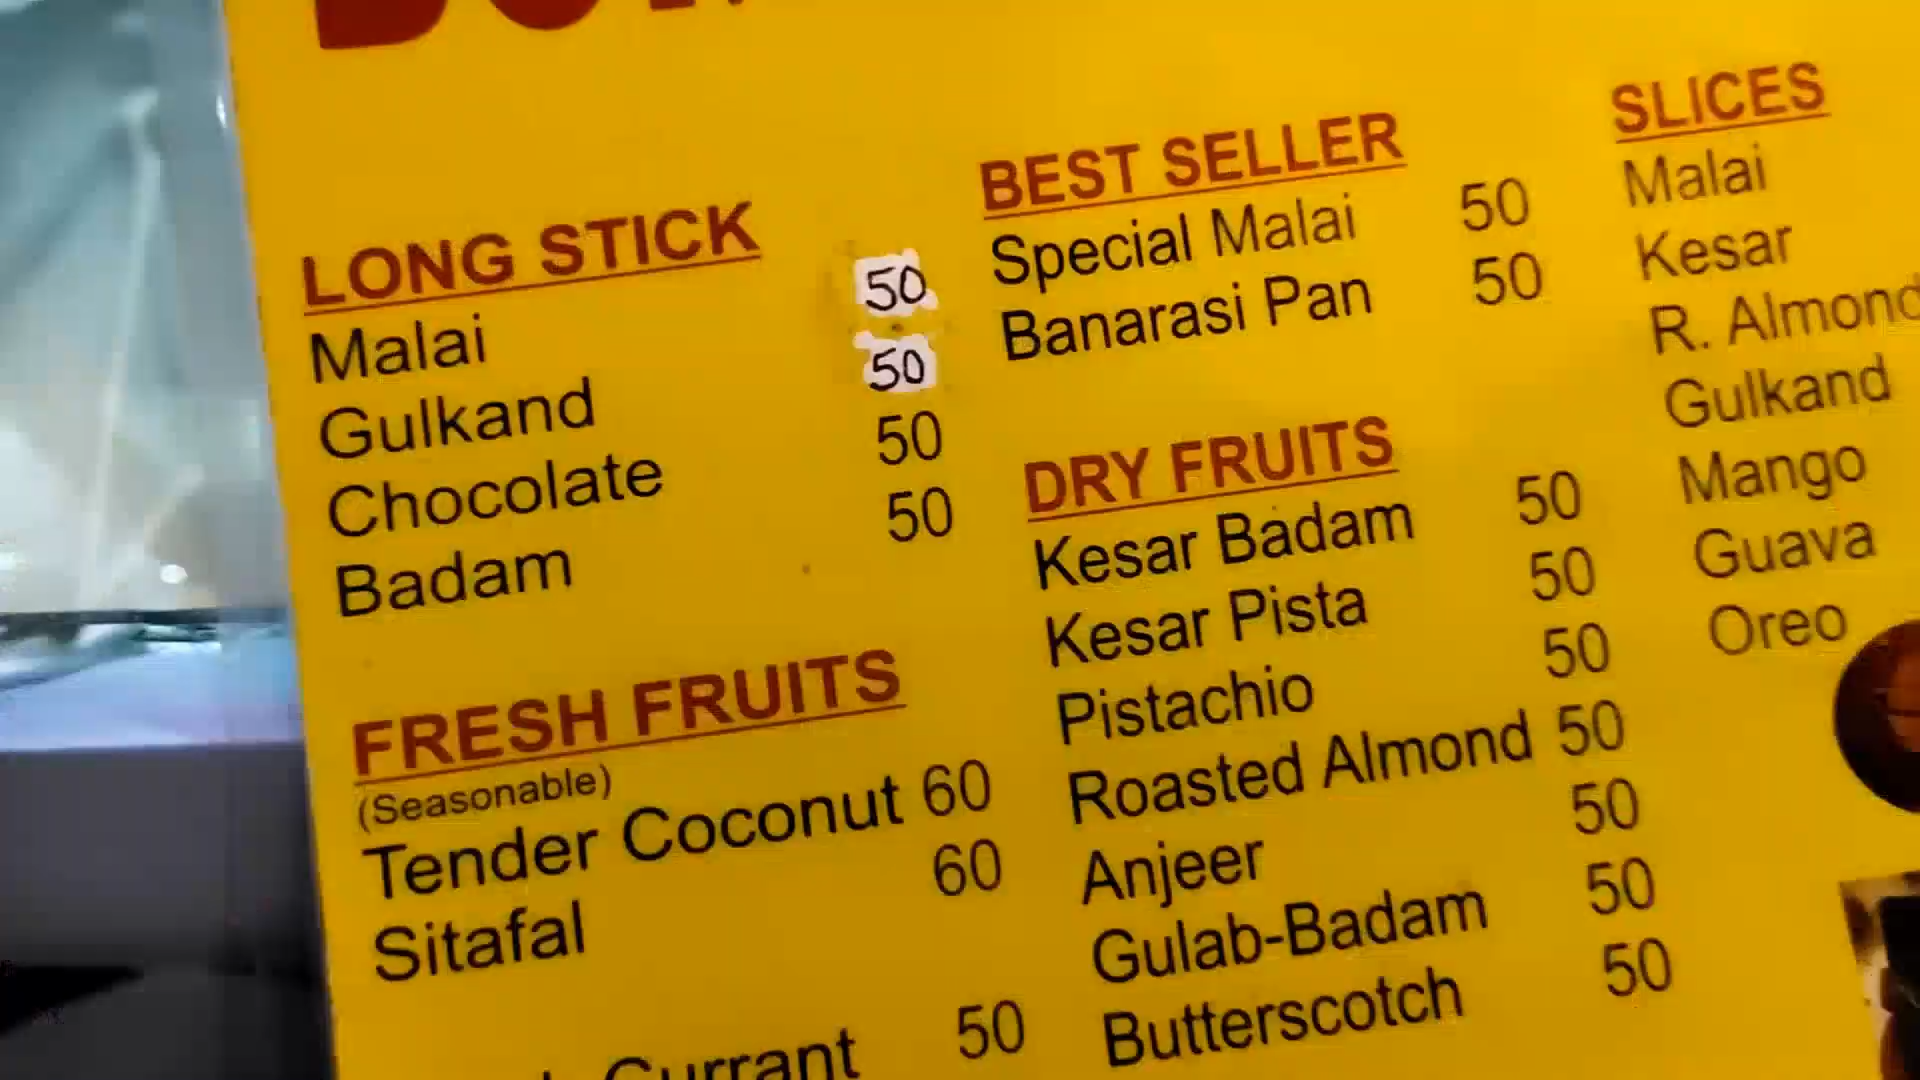 LONG STICK
Malai 50
Gulkand 50
Chocolate 50
Badam 50
FRESH FRUITS
(Seasonable)
Tender Coconut 60
Sitafal 60
Currant 50
BEST SELLER
Special Malai 50
Banarasi Pan 50
DRY FRUITS
Kesar Badam 50
Kesar Pista 50
Pistachio 50
Roasted Almond 50
Anjeer 50
Gulab-Badam 50
Butterscotch 50
SLICES
Malai
Kesar
R. Almond
Gulkand
Mango
Guava
Oreo